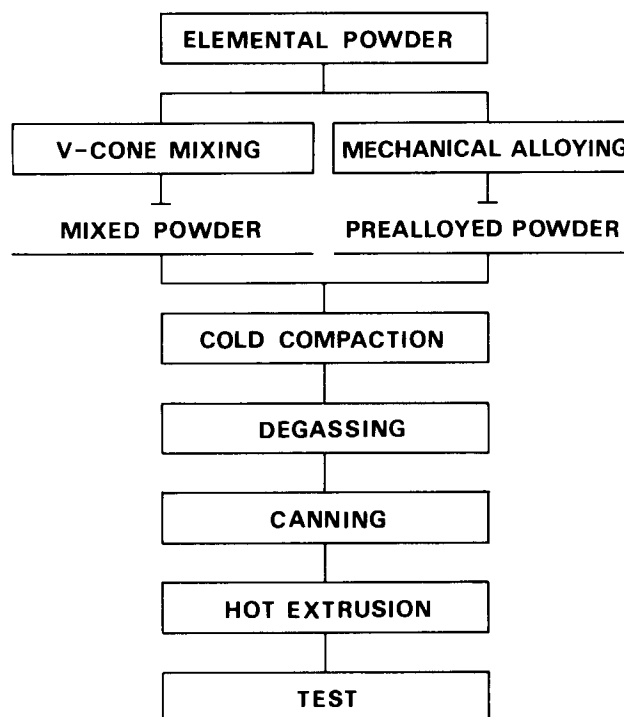 ELEMENTAL POWDER
V-CONE MIXING
MECHANICAL ALLOYING
MIXED POWDER
PREALLOYED POWDER
COLD COMPACTION
DEGASSING
CANNING
HOT EXTRUSION
TEST